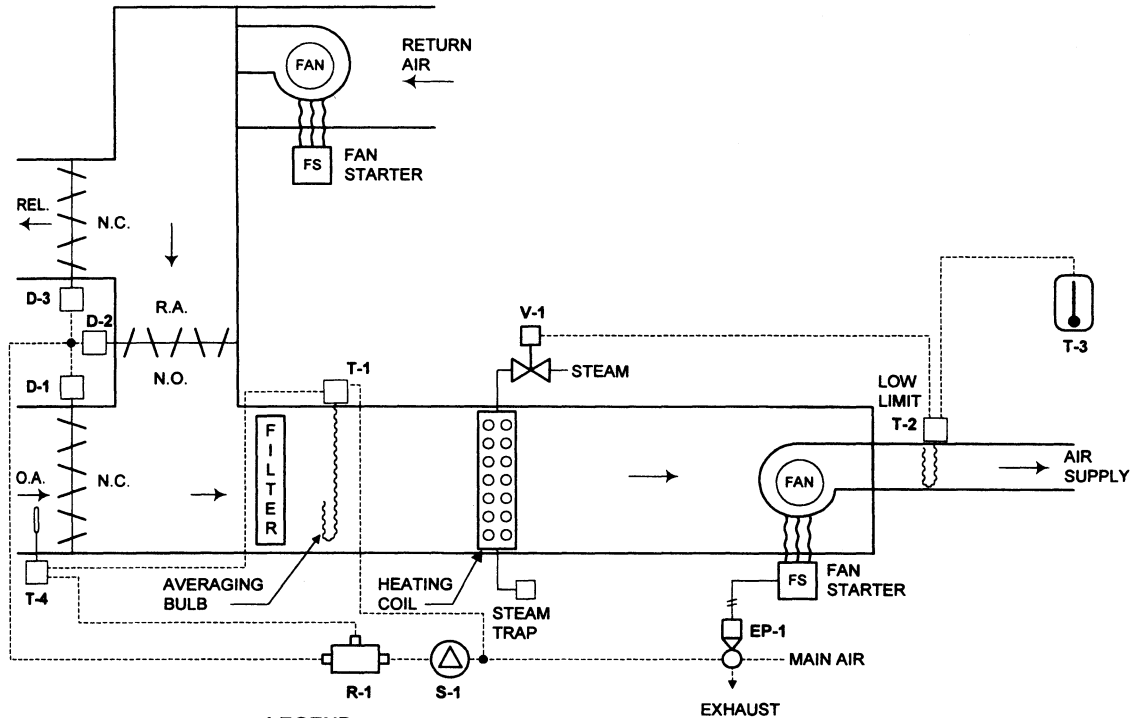 RETURN
AIR
FAN
FS
FAN
STARTER
REL.
N.C.
D-3
D-2
R.A.
N.O.
D-1
T-1
V-1
STEAM
T-3
LOW
LIMIT
T-2
FILTER
N.C.
O.A.
FAN
AIR
SUPPLY
T-4
AVERAGING
BULB
HEATING
COIL
STEAM
TRAP
FS
FAN
STARTER
EP-1
MAIN AIR
R-1
S-1
EXHAUST